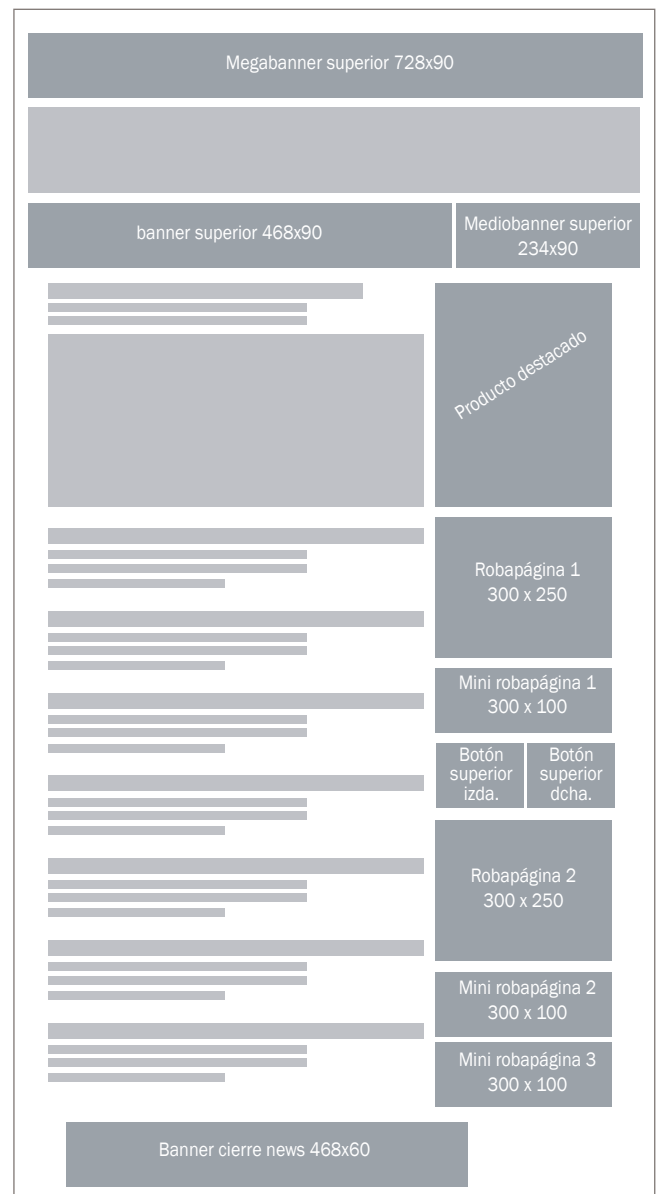 Megabanner superior 728x90
banner superior 468x90
Mediobanner superior
234x90
Producto destacado
Robapágina 1
300 x 250
Mini robapágina 1
300 x 100
Botón
superior
izda.
Botón
superior
dcha.
Robapágina 2
300 x 250
Mini robapágina 2
300 x 100
Mini robapágina 3
300 x 100
Banner cierre news 468x60